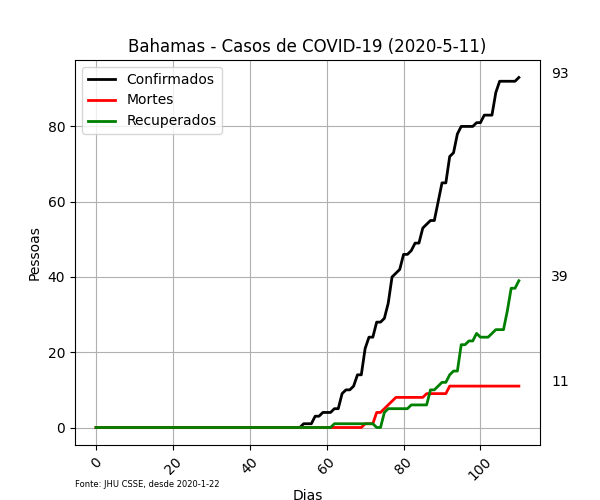 Bahamas - Casos de COVID-19 (2020-5-11)
Confirmados
Mortes
Recuperados
93
39
11
Pessoas
80
60
40
20
0
0 20 40 60 80 100
Fonte: JHU CSSE, desde 2020-1-22
Dias